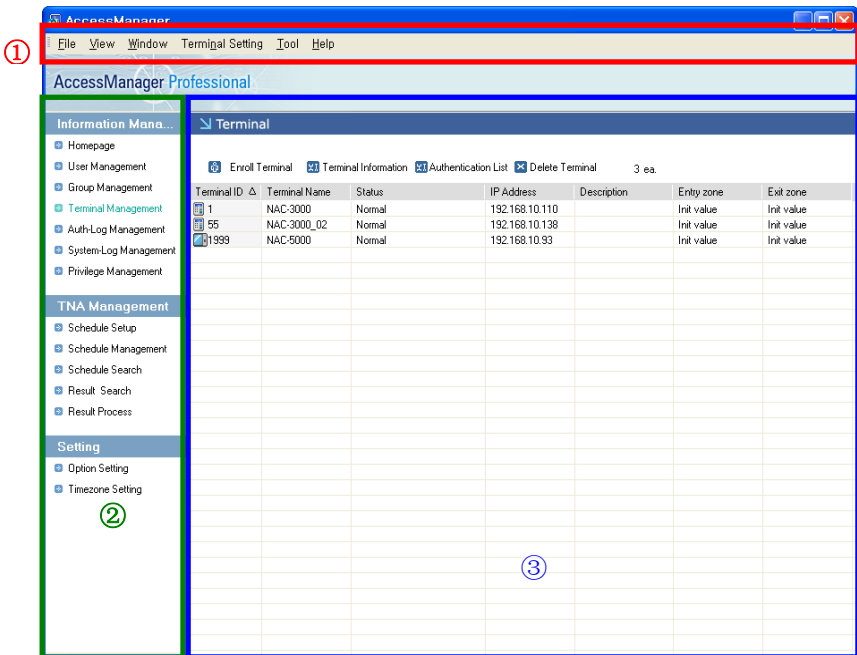 AccessManager
① File View Window Terminal Setting Tool Help
AccessManager Professional
Information Mana...
Homepage
User Management
Group Management
Terminal Management
Auth-Log Management
System-Log Management
Privilege Management
TNA Management
Schedule Setup
Schedule Management
Schedule Search
Result Search
Result Process
Setting
Option Setting
Timezone Setting
②
Terminal
Enroll Terminal Terminal Information Authentication List Delete Terminal 3 ea.
Terminal ID Terminal Name Status IP Address Description Entry zone Exit zone
1 NAC-3000 Normal 192.168.10.110 Init value Init value
55 NAC-3000_02 Normal 192.168.10.138 Init value Init value
1999 NAC-5000 Normal 192.168.10.93 Init value Init value
③